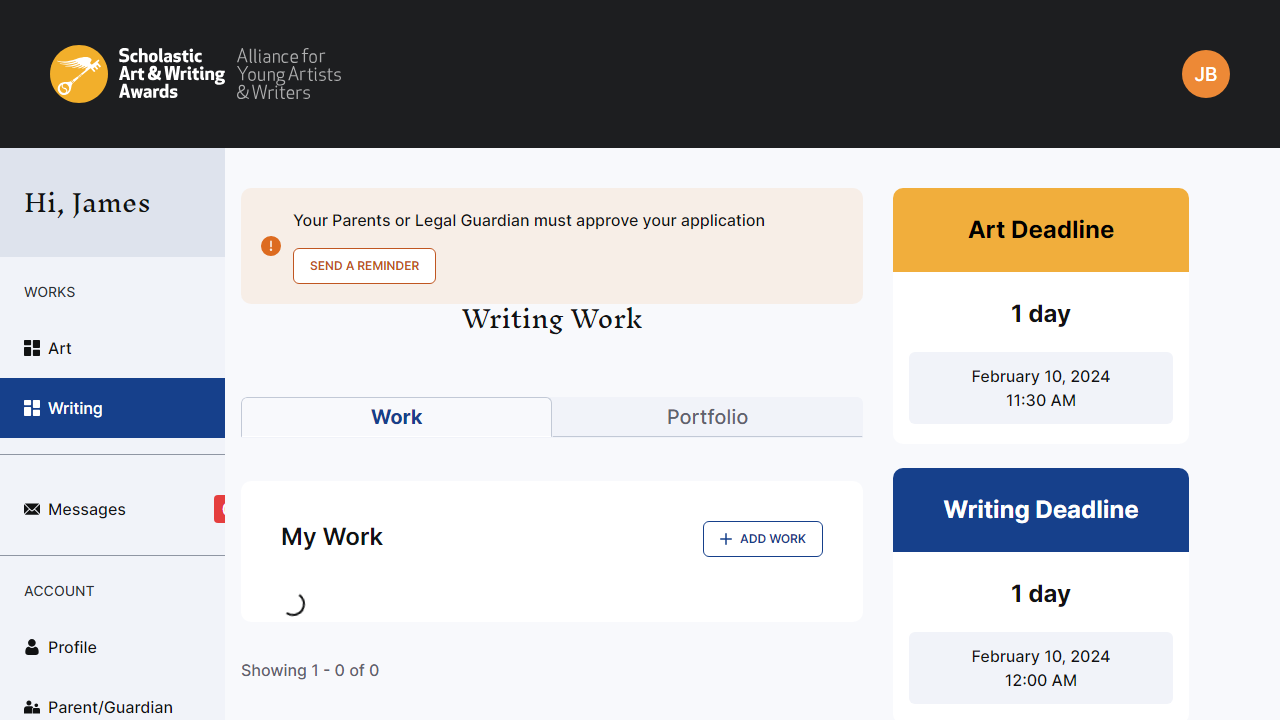 Scholastic
Art & Writing
Awards
Alliance for
Young Artists
& Writers
JB
Hi, James
WORKS
Art
Writing
Messages
ACCOUNT
Profile
Parent/Guardian
Your Parents or Legal Guardian must approve your application
SEND A REMINDER
Writing Work
Work
Portfolio
My Work
ADD WORK
Showing 1 - 0 of 0
Art Deadline
1 day
February 10, 2024
11:30 AM
Writing Deadline
1 day
February 10, 2024
12:00 AM